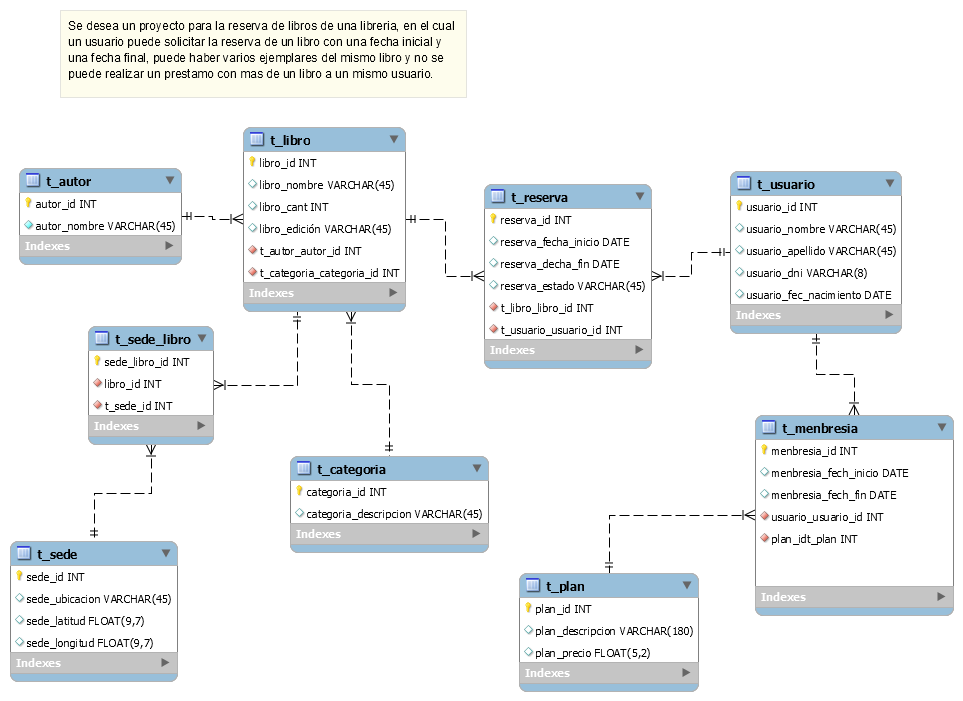 Se desea un proyecto para la reserva de libros de una libreria, en el cual
un usuario puede solicitar la reserva de un libro con una fecha inicial y
una fecha final, puede haber varios ejemplares del mismo libro y no se
puede realizar un prestamo con mas de un libro a un mismo usuario.
t_autor
autor_id INT
autor_nombre VARCHAR(45)
Indexes
t_libro
libro_id INT
libro_nombre VARCHAR(45)
libro_cant INT
libro_edición VARCHAR(45)
t_autor_autor_id INT
t_categoria_categoria_id INT
Indexes
t_reserva
reserva_id INT
reserva_fecha_inicio DATE
reserva_decha_fin DATE
reserva_estado VARCHAR(45)
t_libro_libro_id INT
t_usuario_usuario_id INT
Indexes
t_usuario
usuario_id INT
usuario_nombre VARCHAR(45)
usuario_apellido VARCHAR(45)
usuario_dni VARCHAR(8)
usuario_fec_nacimiento DATE
Indexes
t_sede_libro
sede_libro_id INT
libro_id INT
t_sede_id INT
Indexes
t_categoria
categoria_id INT
categoria_descripcion VARCHAR(45)
Indexes
t_menbresia
menbresia_id INT
menbresia_fech_inicio DATE
menbresia_fech_fin DATE
usuario_usuario_id INT
plan_idt_plan INT
Indexes
t_sede
sede_id INT
sede_ubicacion VARCHAR(45)
sede_latitud FLOAT(9,7)
sede_longitud FLOAT(9,7)
Indexes
t_plan
plan_id INT
plan_descripcion VARCHAR(180)
plan_precio FLOAT(5,2)
Indexes